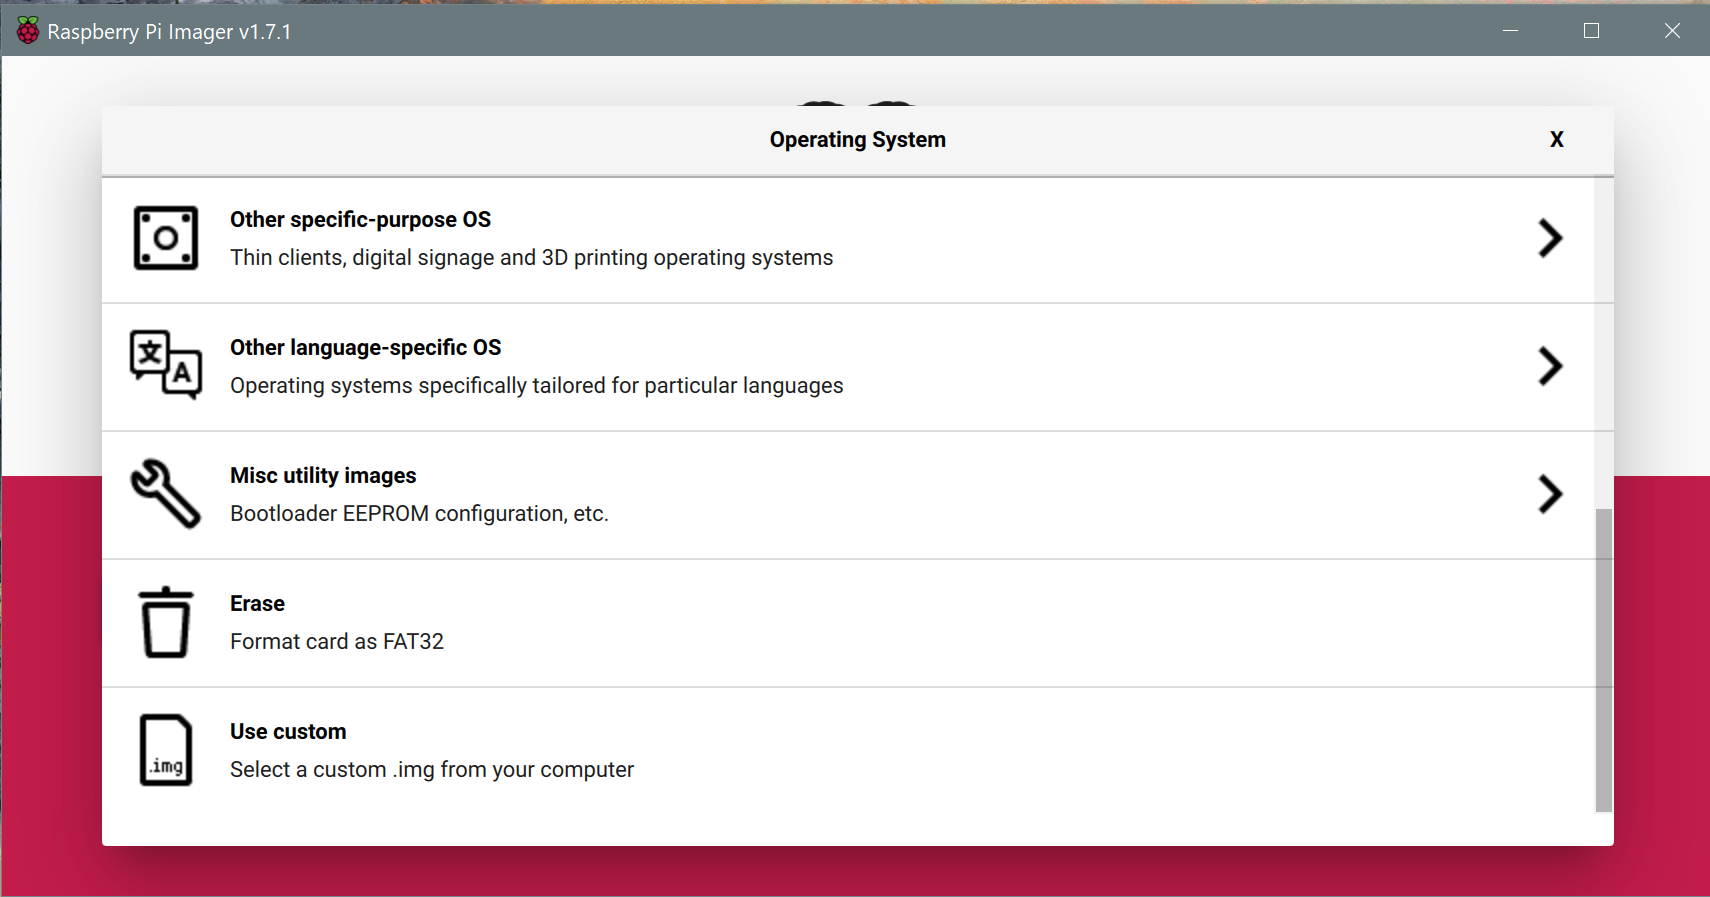 Raspberry Pi Imager v1.7.1
Operating System
X
Other specific-purpose OS
Thin clients, digital signage and 3D printing operating systems
文
A
Other language-specific OS
Operating systems specifically tailored for particular languages
Misc utility images
Bootloader EEPROM configuration, etc.
Erase
Format card as FAT32
.img
Use custom
Select a custom .img from your computer